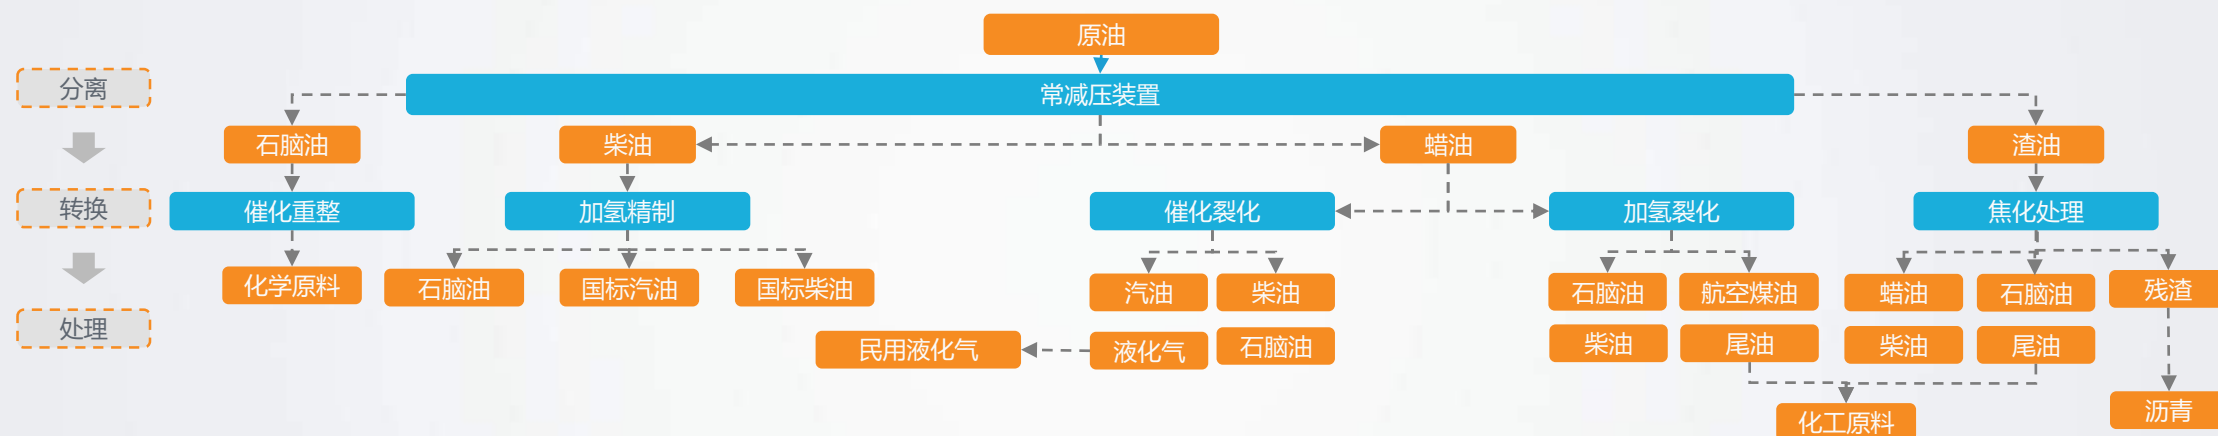 原油
分离
常减压装置
石脑油
柴油
蜡油
渣油
转换
催化重整
加氢精制
催化裂化
加氢裂化
焦化处理
化学原料
石脑油
国标汽油
国标柴油
汽油
柴油
石脑油
航空煤油
蜡油
石脑油
残渣
处理
民用液化气
液化气
石脑油
柴油
尾油
柴油
尾油
化工原料
沥青